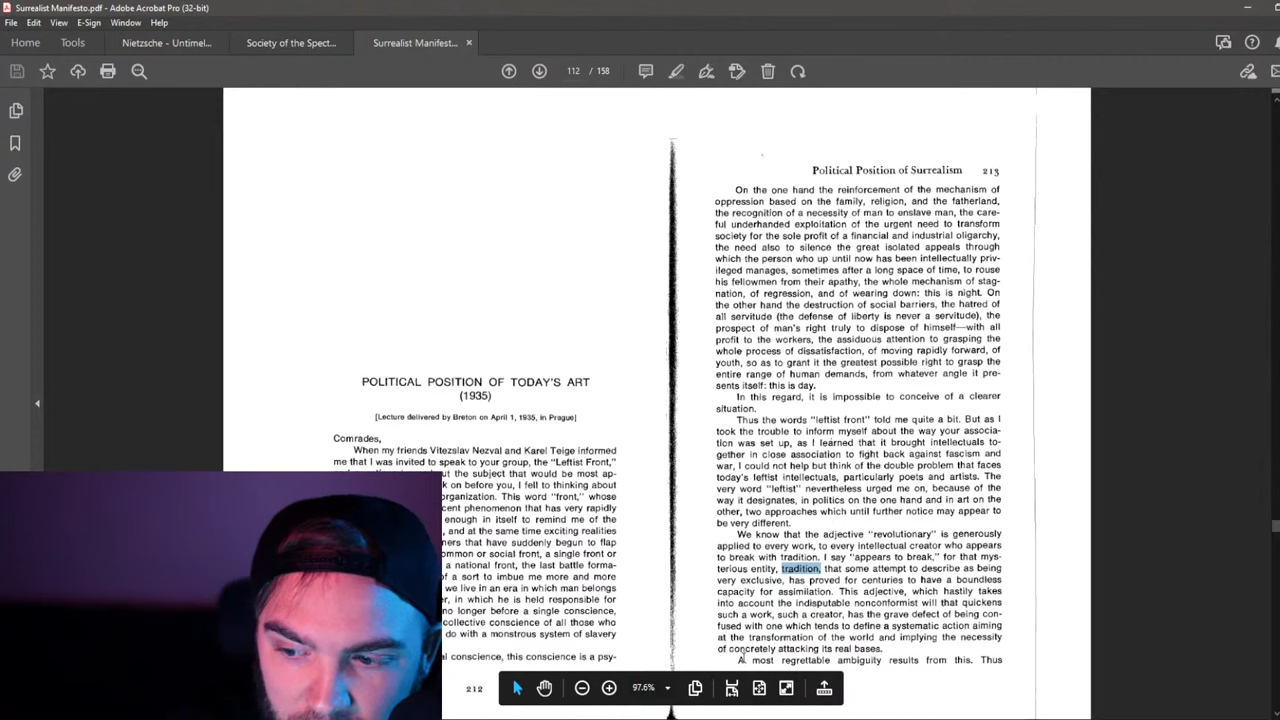 Surrealist Manifesto.pdf - Adobe Acrobat Pro (32-bit)
File Edit View E-Sign Window Help
Home Tools Nietzsche - Untimel... Society of the Spect... Surrealist Manifest... ×
112 / 158
POLITICAL POSITION OF TODAY'S ART
(1935)
[Lecture delivered by Breton on April 1, 1935, in Prague]
Comrades,
When my friends Vitezslav Nezval and Karel Teige informed
me that I was invited to speak to your group, the "Leftist Front,"
ut the subject that would be most ap-
k on before you, I fell to thinking about
organization. This word "front," whose
cent phenomenon that has very rapidly
enough in itself to remind me of the
, and at the same time exciting realities
ners that have suddenly begun to flap
ommon or social front, a single front or
a national front, the last battle forma-
of a sort to imbue me more and more
we live in an era in which man belongs
er, in which he is held responsible for
no longer before a single conscience,
collective conscience of all those who
do with a monstrous system of slavery
al conscience, this conscience is a psy-
212
Political Position of Surrealism 213
On the one hand the reinforcement of the mechanism of
oppression based on the family, religion, and the fatherland,
the recognition of a necessity of man to enslave man, the care-
ful underhanded exploitation of the urgent need to transform
society for the sole profit of a financial and industrial oligarchy,
the need also to silence the great isolated appeals through
which the person who up until now has been intellectually priv-
ileged manages, sometimes after a long space of time, to rouse
his fellowmen from their apathy, the whole mechanism of stag-
nation, of regression, and of wearing down: this is night. On
the other hand the destruction of social barriers, the hatred of
all servitude (the defense of liberty is never a servitude), the
prospect of man's right truly to dispose of himself—with all
profit to the workers, the assiduous attention to grasping the
whole process of dissatisfaction, of moving rapidly forward, of
youth, so as to grant it the greatest possible right to grasp the
entire range of human demands, from whatever angle it pre-
sents itself: this is day.
In this regard, it is impossible to conceive of a clearer
situation.
Thus the words "leftist front" told me quite a bit. But as I
took the trouble to inform myself about the way your associa-
tion was set up, as I learned that it brought intellectuals to-
gether in close association to fight back against fascism and
war, I could not help but think of the double problem that faces
today's leftist intellectuals, particularly poets and artists. The
very word "leftist" nevertheless urged me on, because of the
way it designates, in politics on the one hand and in art on the
other, two approaches which until further notice may appear to
be very different.
We know that the adjective "revolutionary" is generously
applied to every work, to every intellectual creator who appears
to break with tradition. I say "appears to break," for that mys-
terious entity, tradition, that some attempt to describe as being
very exclusive, has proved for centuries to have a boundless
capacity for assimilation. This adjective, which hastily takes
into account the indisputable nonconformist will that quickens
such a work, such a creator, has the grave defect of being con-
fused with one which tends to define a systematic action aiming
at the transformation of the world and implying the necessity
of concretely attacking its real bases.
A most regrettable ambiguity results from this. Thus
97.6%